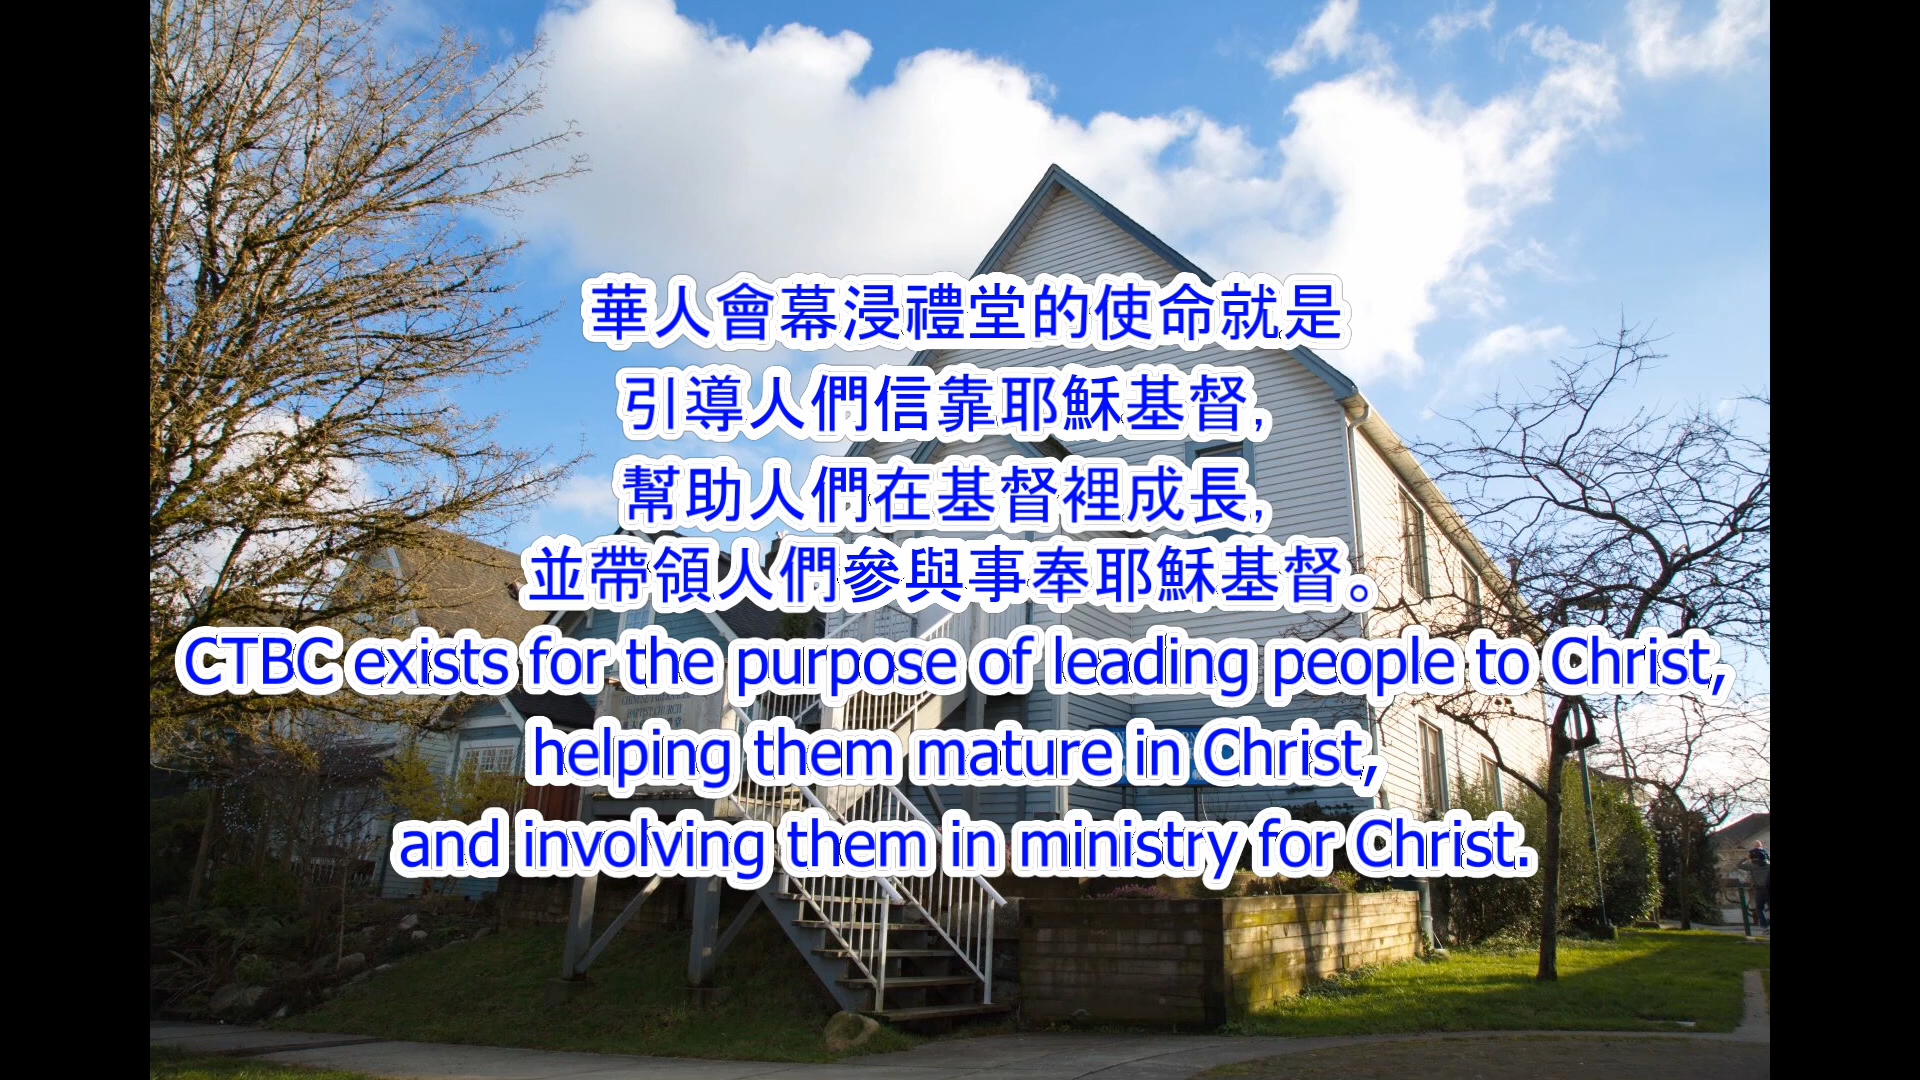 華人會幕浸禮堂的使命就是
引導人們信靠耶穌基督,
幫助人們在基督裡成長,
並帶領人們參與事奉耶穌基督。
CTBC exists for the purpose of leading people to Christ,
helping them mature in Christ,
and involving them in ministry for Christ.
BAPTIST CHURCH